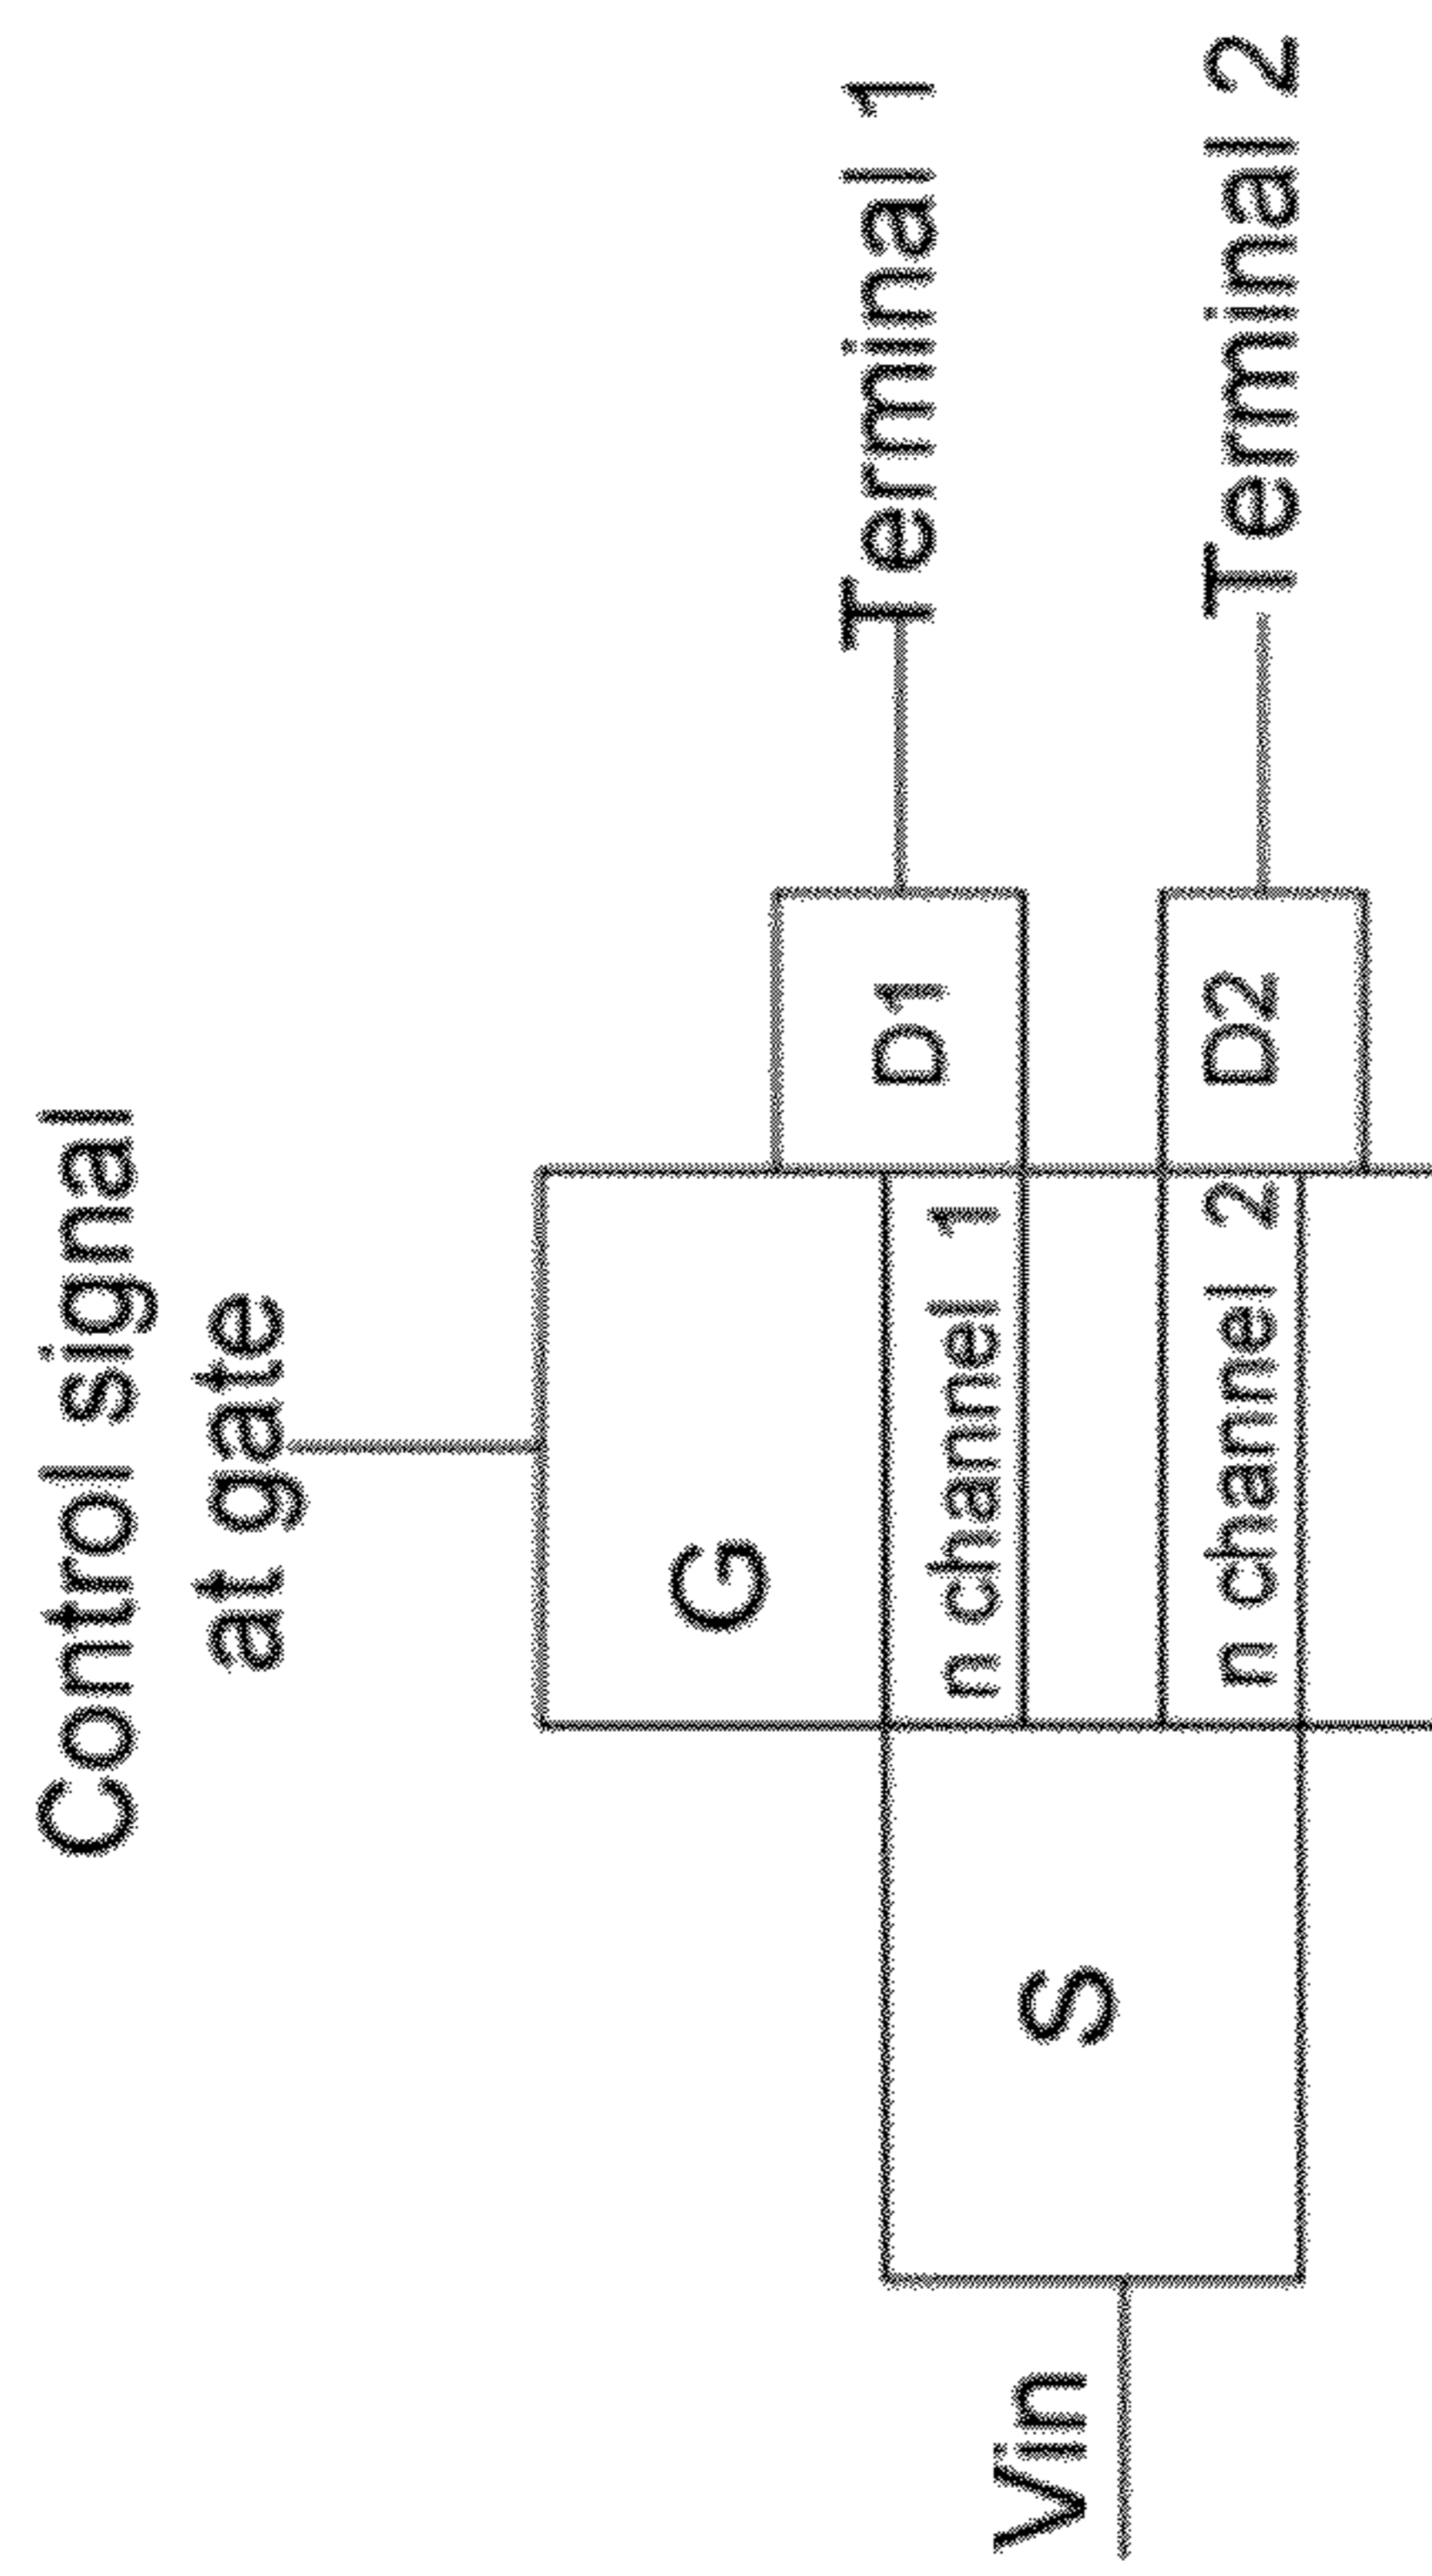 Control signal
at gate
G
D1
Terminal 1
n channel 1
Vin
S
n channel 2
D2
Terminal 2